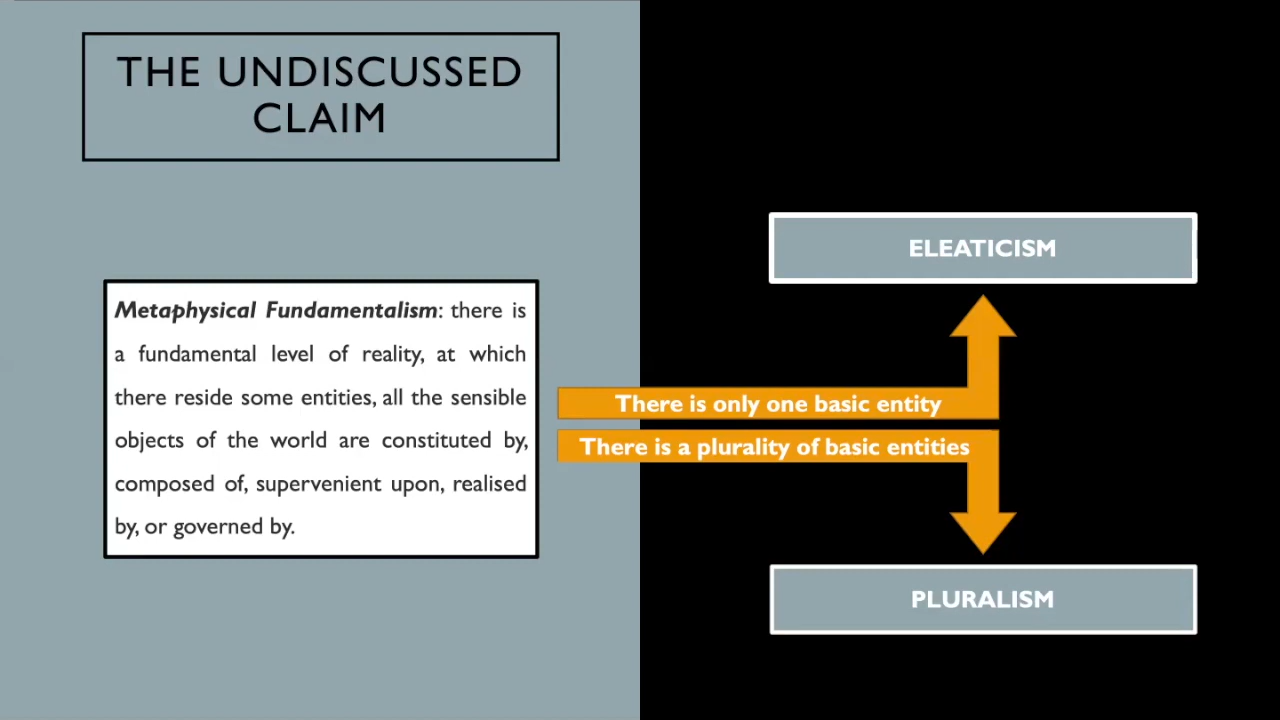 THE UNDISCUSSED
CLAIM
Metaphysical Fundamentalism: there is
a fundamental level of reality, at which
there reside some entities, all the sensible
objects of the world are constituted by,
composed of, supervenient upon, realised
by, or governed by.
ELEATICISM
There is only one basic entity
There is a plurality of basic entities
PLURALISM